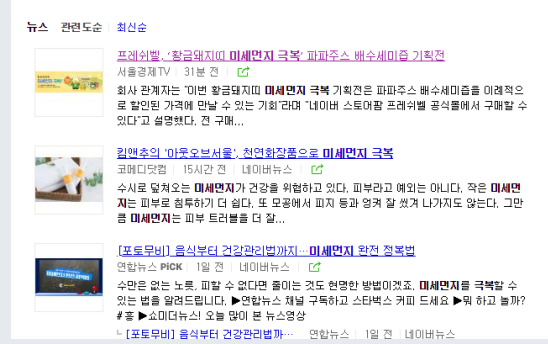 뉴스 관련도순 최신순
프레쉬벨, '황금돼지띠 미세먼지 극복' 파파주스 배수세미즙 기획전
서울경제TV 31분 전
회사 관계자는 "이번 황금돼지띠 미세먼지 극복 기획전은 파파주스 배수세미즙을 이례적으
로 할인된 가격에 만날 수 있는 기회"라며 "네이버 스토어팜 프레쉬벨 공식몰에서 구매할 수
있다"고 설명했다. 전 구매...
킴앤추의 '아웃오브서울', 천연화장품으로 미세먼지 극복
코메디닷컴 15시간 전 네이버뉴스
수시로 덮쳐오는 미세먼지가 건강을 위협하고 있다. 피부라고 예외는 아니다. 작은 미세먼
지는 피부로 침투하기 더 쉽다. 또 모공에서 피지 등과 엉켜 잘 씻겨 나가지도 않는다. 그만
큼 미세먼지는 피부 트러블을 더 잘...
[포토무비] 음식부터 건강관리법까지…미세먼지 완전 정복법
연합뉴스 PiCK 1일 전 네이버뉴스
수만은 없는 노릇, 피할 수 없다면 줄이는 것도 현명한 방법이겠죠. 미세먼지를 극복할 수
있는 법을 알려드립니다. ▶연합뉴스 채널 구독하고 스타벅스 커피 드세요 ▶뭐 하고 놀까?
#흥 ▶쇼미더뉴스! 오늘 많이 본 뉴스영상
[포토무비] 음식부터 건강관리법까… 연합뉴스 1일 전 네이버뉴스